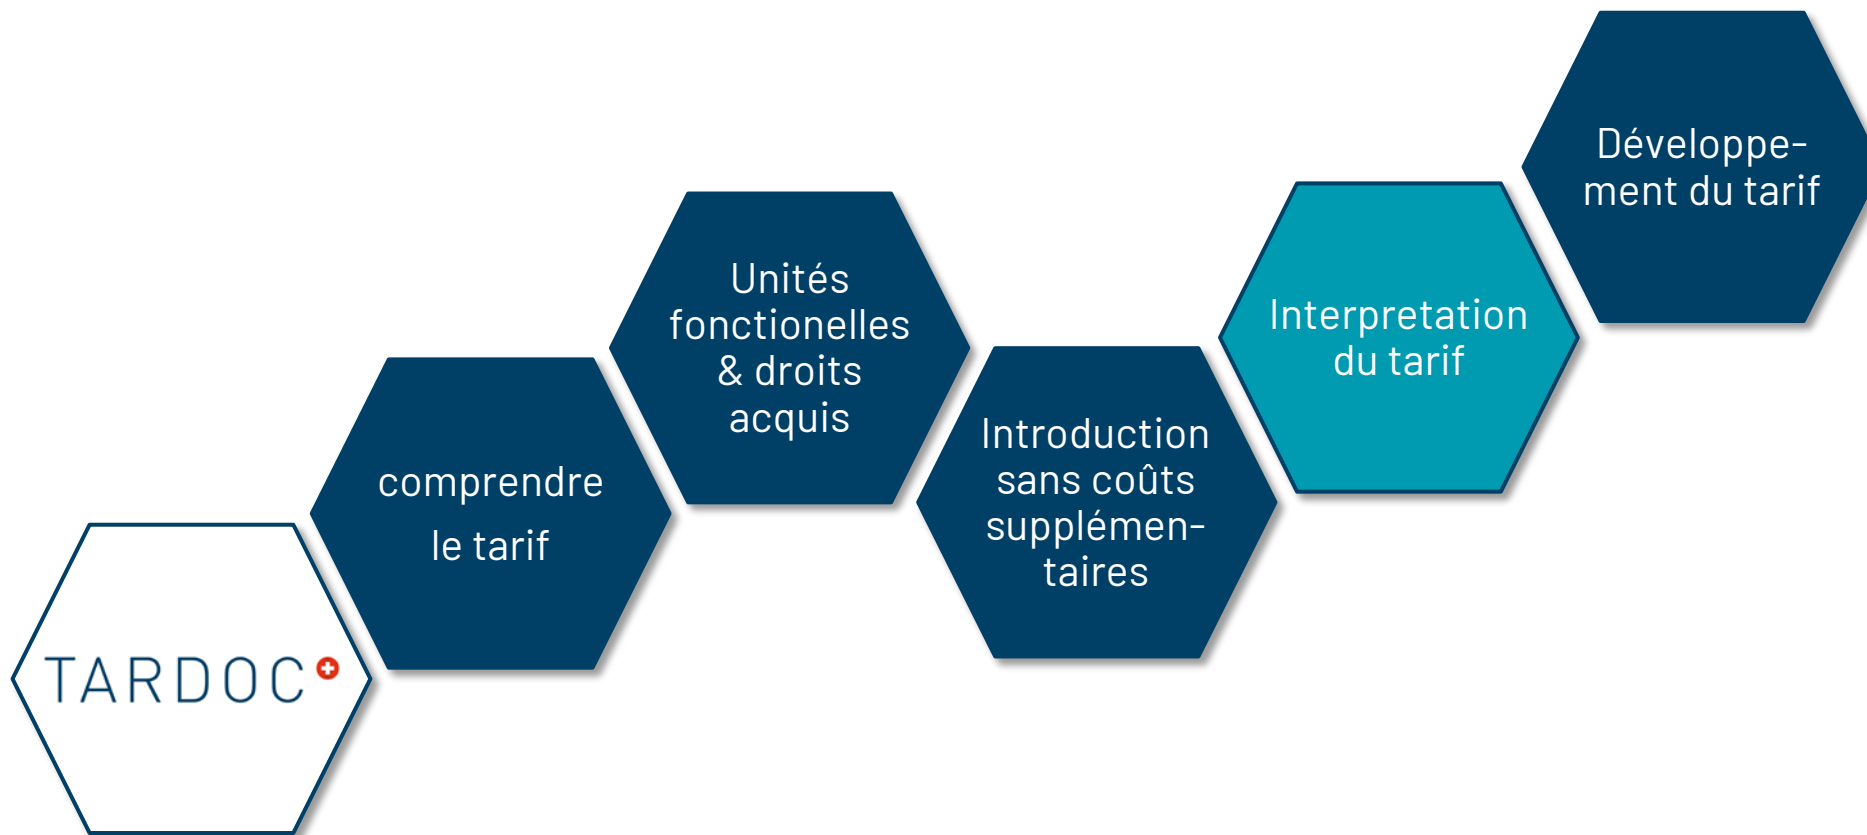 TARDOC
comprendre
le tarif
Unités
fonctionelles
& droits
acquis
Introduction
sans coûts
supplémen-
taires
Interpretation
du tarif
Développe-
ment du tarif